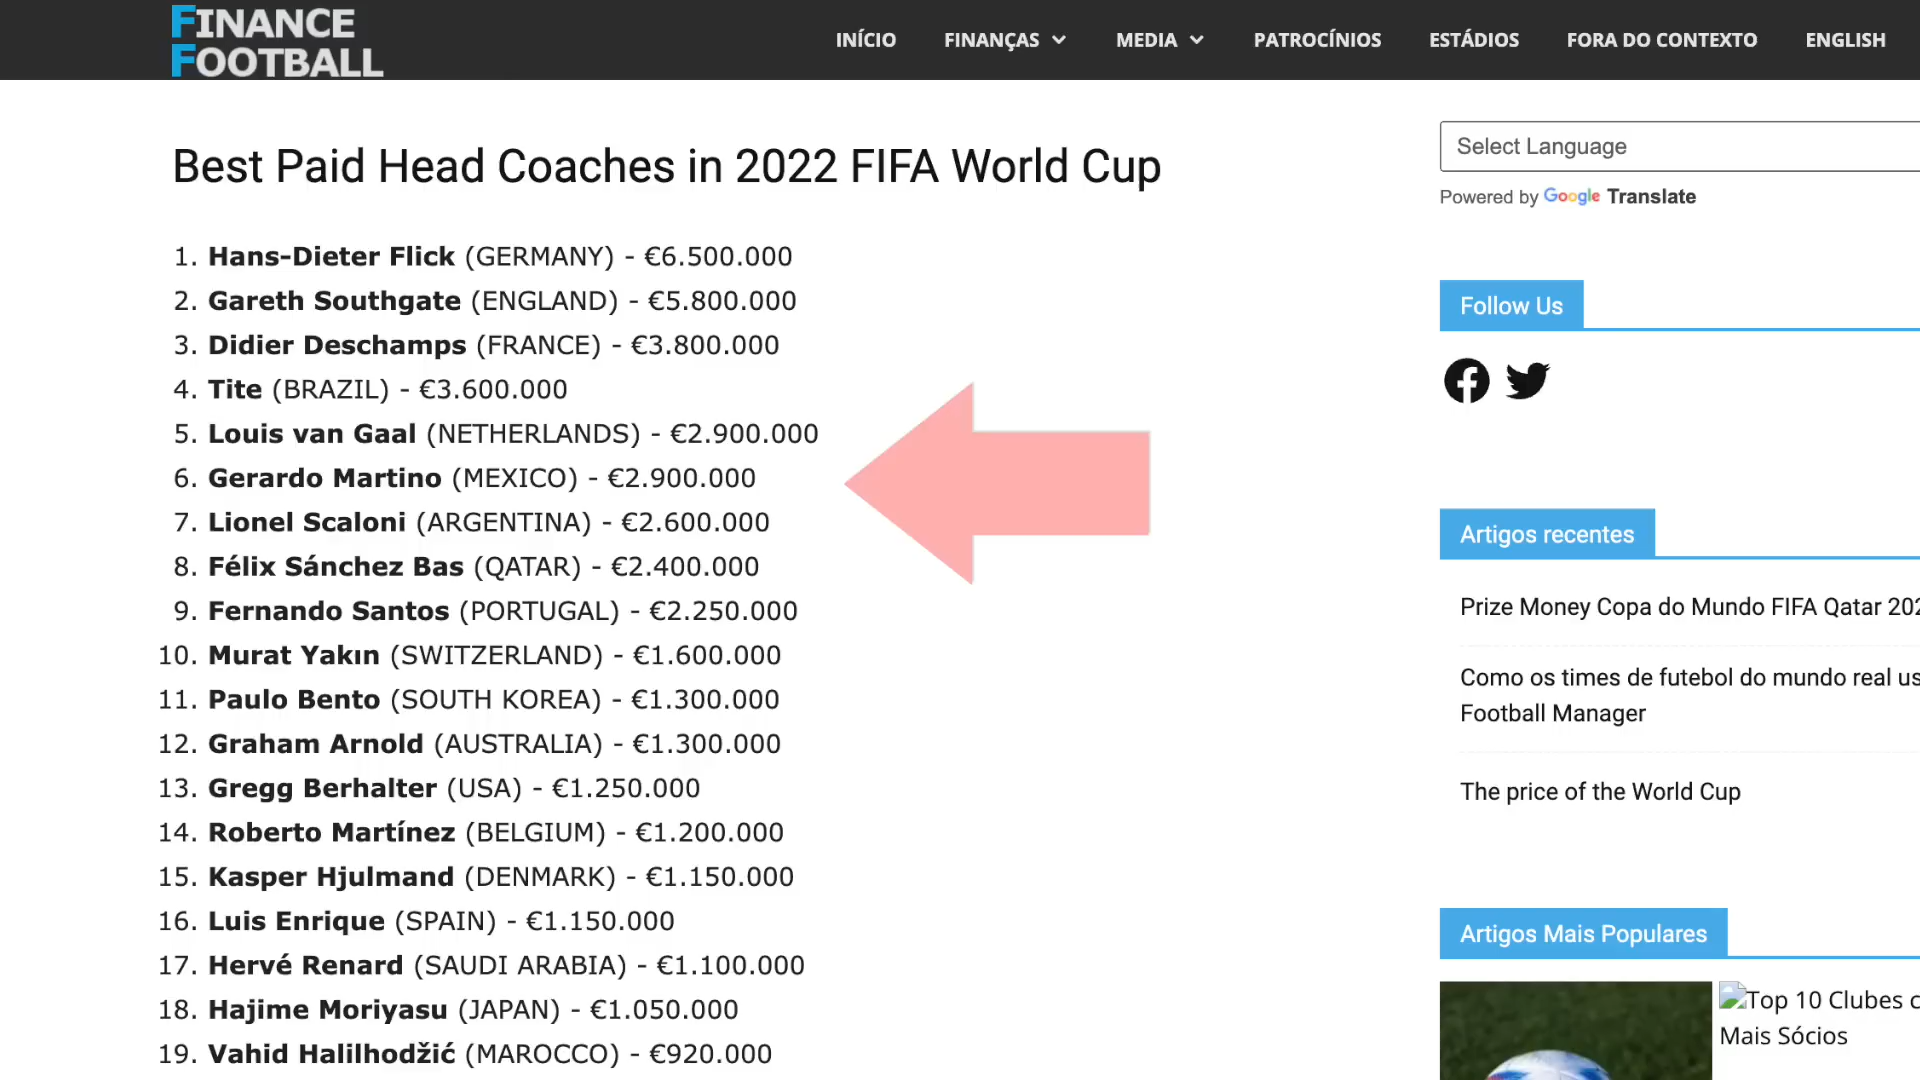 FINANCE
FOOTBALL
INÍCIO FINANÇAS MEDIA PATROCÍNIOS ESTÁDIOS FORA DO CONTEXTO ENGLISH
Best Paid Head Coaches in 2022 FIFA World Cup
1. Hans-Dieter Flick (GERMANY) - €6.500.000
2. Gareth Southgate (ENGLAND) - €5.800.000
3. Didier Deschamps (FRANCE) - €3.800.000
4. Tite (BRAZIL) - €3.600.000
5. Louis van Gaal (NETHERLANDS) - €2.900.000
6. Gerardo Martino (MEXICO) - €2.900.000
7. Lionel Scaloni (ARGENTINA) - €2.600.000
8. Félix Sánchez Bas (QATAR) - €2.400.000
9. Fernando Santos (PORTUGAL) - €2.250.000
10. Murat Yakın (SWITZERLAND) - €1.600.000
11. Paulo Bento (SOUTH KOREA) - €1.300.000
12. Graham Arnold (AUSTRALIA) - €1.300.000
13. Gregg Berhalter (USA) - €1.250.000
14. Roberto Martínez (BELGIUM) - €1.200.000
15. Kasper Hjulmand (DENMARK) - €1.150.000
16. Luis Enrique (SPAIN) - €1.150.000
17. Hervé Renard (SAUDI ARABIA) - €1.100.000
18. Hajime Moriyasu (JAPAN) - €1.050.000
19. Vahid Halilhodžić (MAROCCO) - €920.000
Select Language
Powered by Google Translate
Follow Us
Artigos recentes
Prize Money Copa do Mundo FIFA Qatar 202
Como os times de futebol do mundo real us
Football Manager
The price of the World Cup
Artigos Mais Populares
Top 10 Clubes c
Mais Sócios